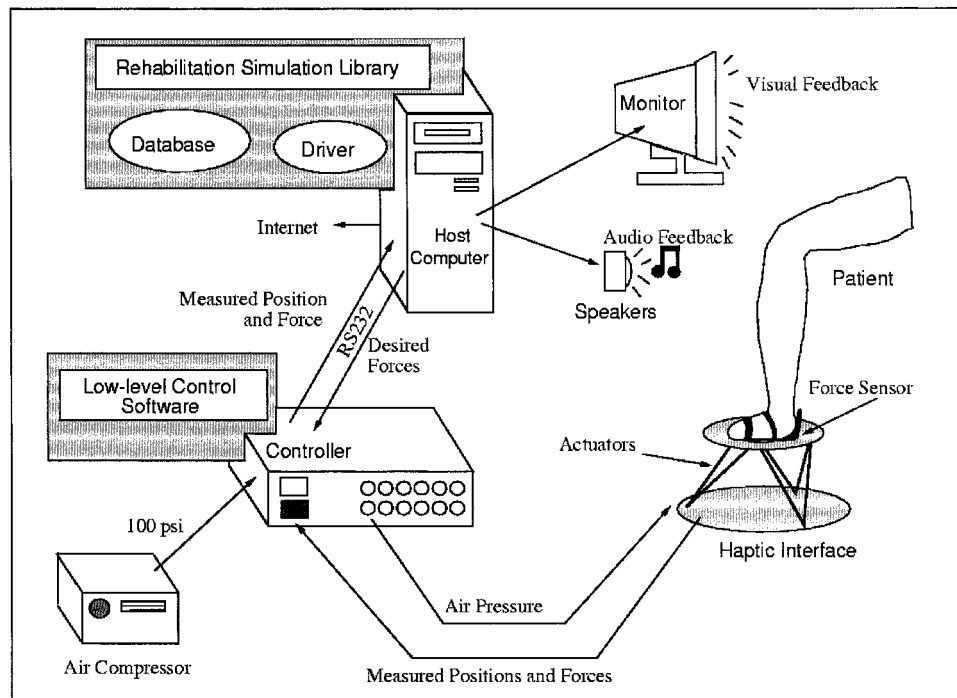 Rehabilitation Simulation Library
Database
Driver
Monitor
Visual Feedback
Internet
Host
Computer
Audio Feedback
Speakers
Patient
Measured Position
and Force
RS232
Desired
Forces
Low-level Control
Software
Controller
Force Sensor
Actuators
100 psi
Haptic Interface
Air Pressure
Air Compressor
Measured Positions and Forces